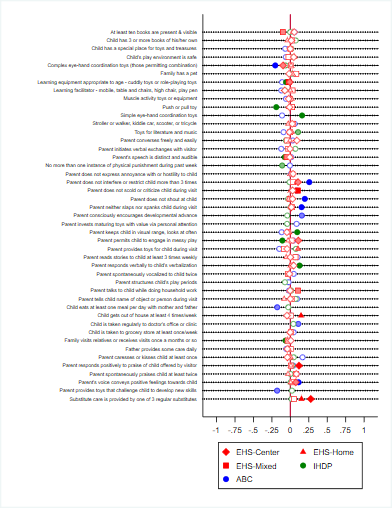 At least ten books are present & visible
Child has 3 or more books of his/her own
Child has a special place for toys and treasures
Child's play environment is safe
Complex eye-hand coordination toys (those permitting combination)
Family has a pet
Learning equipment appropriate to age - cuddly toys or role-playing toys
Learning facilitator - mobile, table and chairs, high chair, play pen
Muscle activity toys or equipment
Push or pull toy
Simple eye-hand coordination toys
Stroller or walker, kiddie car, scooter, or tricycle
Toys for literature and music
Parent converses freely and easily
Parent initiates verbal exchanges with visitor
Parent's speech is distinct and audible
No more than one instance of physical punishment during past week
Parent does not express annoyance with or hostility to child
Parent does not interfere or restrict child more than 3 times
Parent does not scold or criticize child during visit
Parent does not shout at child
Parent neither slaps nor spanks child during visit
Parent consciously encourages developmental advance
Parent invests maturing toys with value via personal attention
Parent keeps child in visual range, looks at often
Parent permits child to engage in messy play
Parent provides toys for child during visit
Parent reads stories to child at least 3 times weekly
Parent responds verbally to child's verbalization
Parent spontaneously vocalized to child twice
Parent structures child's play periods
Parent talks to child while doing household work
Parent tells child name of object or person during visit
Child eats at least one meal per day with mother and father
Child gets out of house at least 4 times/week
Child is taken regularly to doctor's office or clinic
Child is taken to grocery store at least once/week
Family visits relatives or receives visits once a month or so
Father provides some care daily
Parent caresses or kisses child at least once
Parent responds positively to praise of child offered by visitor
Parent spontaneously praises child at least twice
Parent's voice conveys positive feelings towards child
Parent provides toys that challenge child to develop new skills
Substitute care is provided by one of 3 regular substitutes
-1 -.75 -.5 -.25 0 .25 .5 .75 1
EHS-Center EHS-Home
EHS-Mixed IHDP
ABC